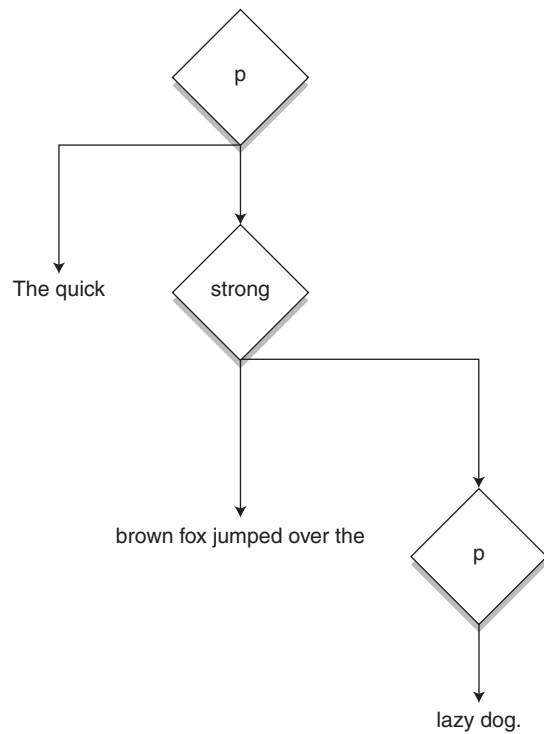 p
The quick
strong
brown fox jumped over the
p
lazy dog.